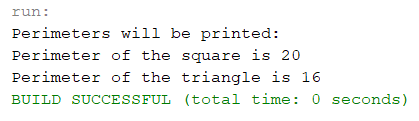 run:
Perimeters will be printed:
Perimeter of the square is 20
Perimeter of the triangle is 16
BUILD SUCCESSFUL (total time: 0 seconds)